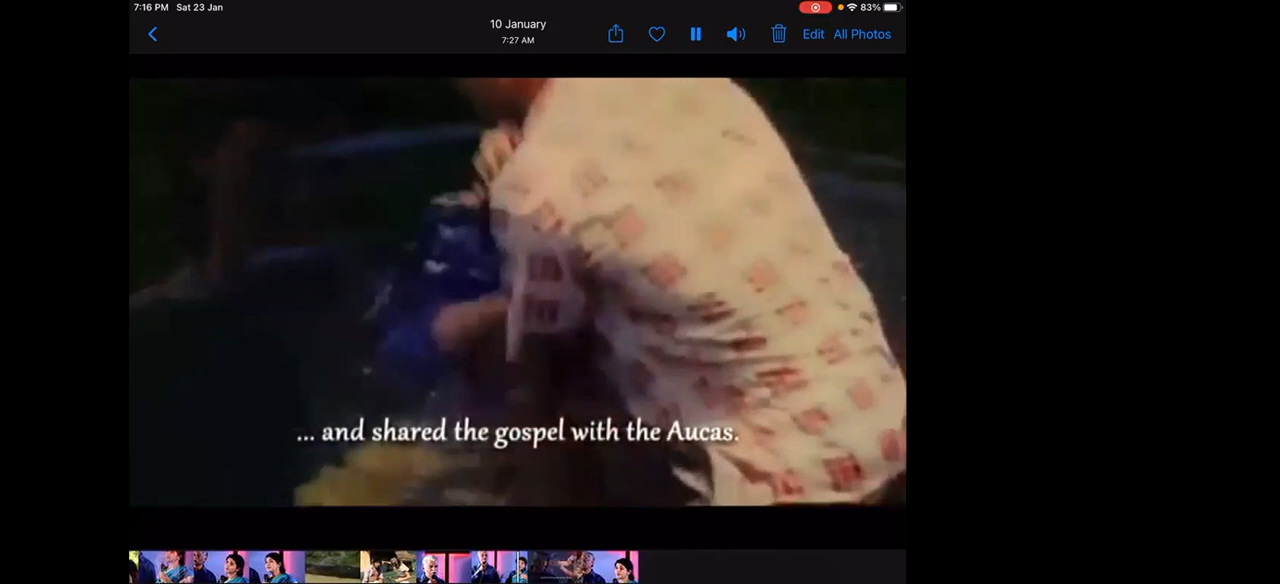 7:16 PM Sat 23 Jan
83%
10 January
7:27 AM
Edit All Photos
... and shared the gospel with the Aucas.